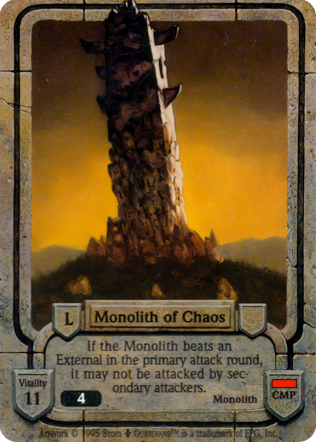 L Monolith of Chaos
If the Monolith beats an
External in the primary attack round,
it may not be attacked by sec-
ondary attackers.
Vitality
11
4
Monolith
CMP
Artwork © 1995 Brom GUARDIANS™ is a trademark of FPG, Inc.